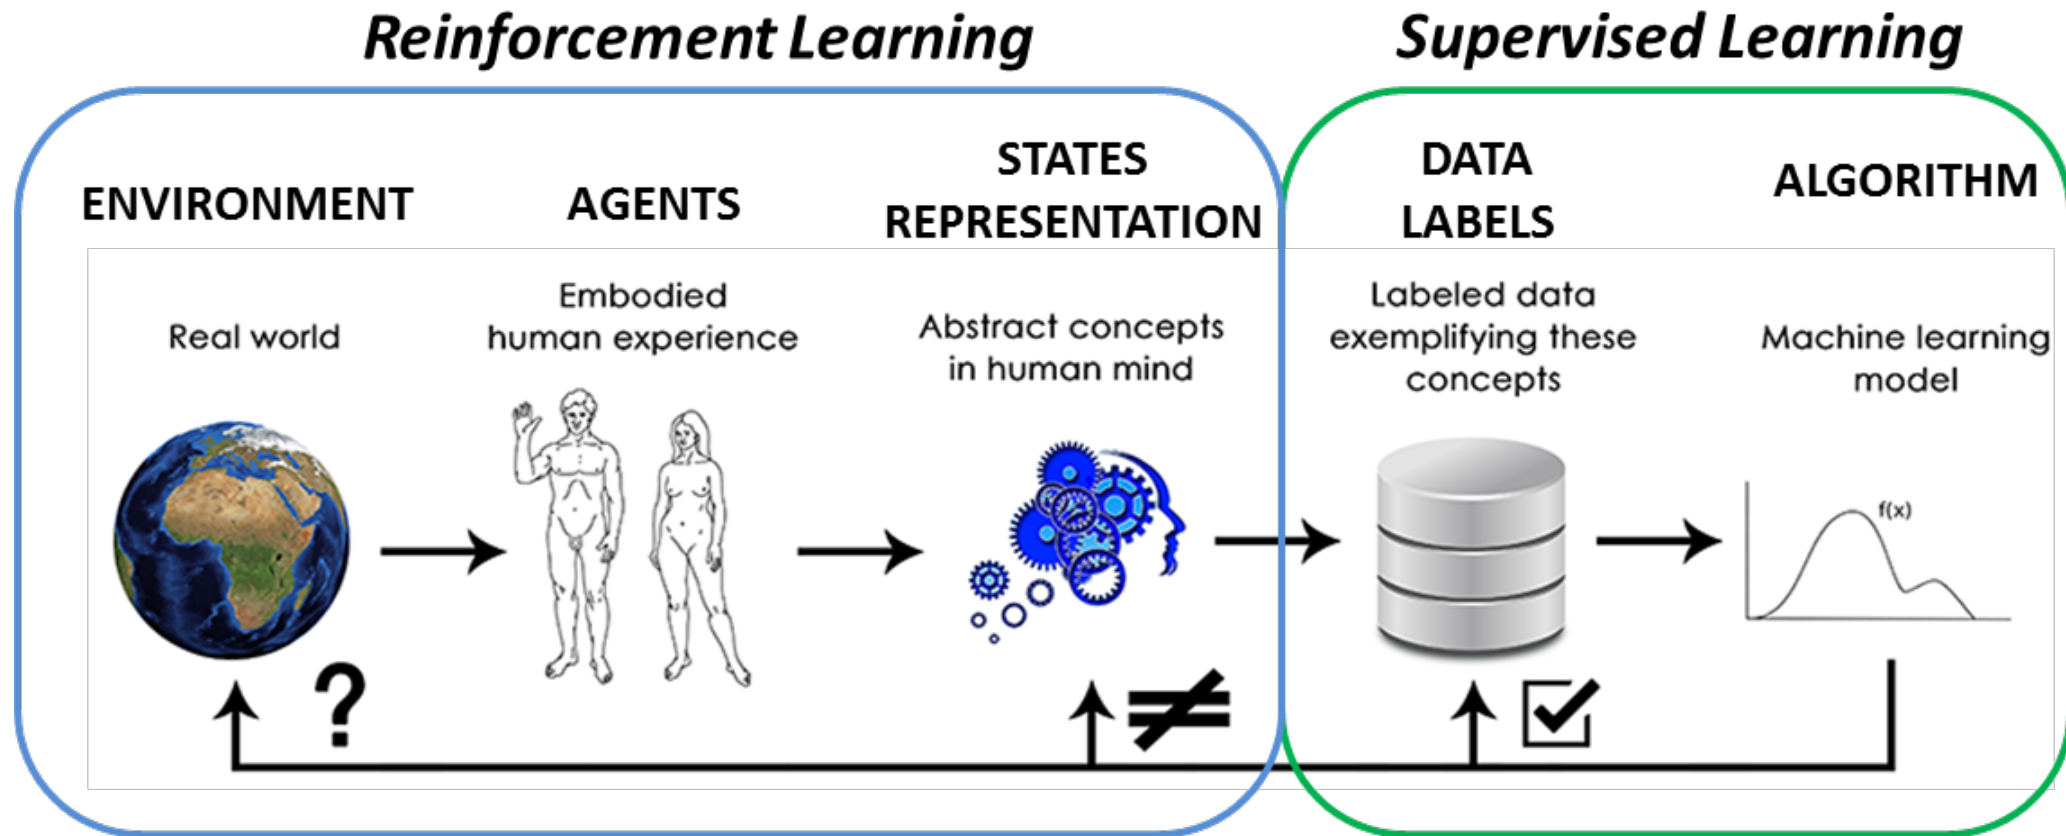 Reinforcement Learning
Supervised Learning
ENVIRONMENT
AGENTS
STATES
REPRESENTATION
DATA
LABELS
ALGORITHM
Real world
Embodied
human experience
Abstract concepts
in human mind
Labeled data
exemplifying these
concepts
Machine learning
model
f(x)
?
≠